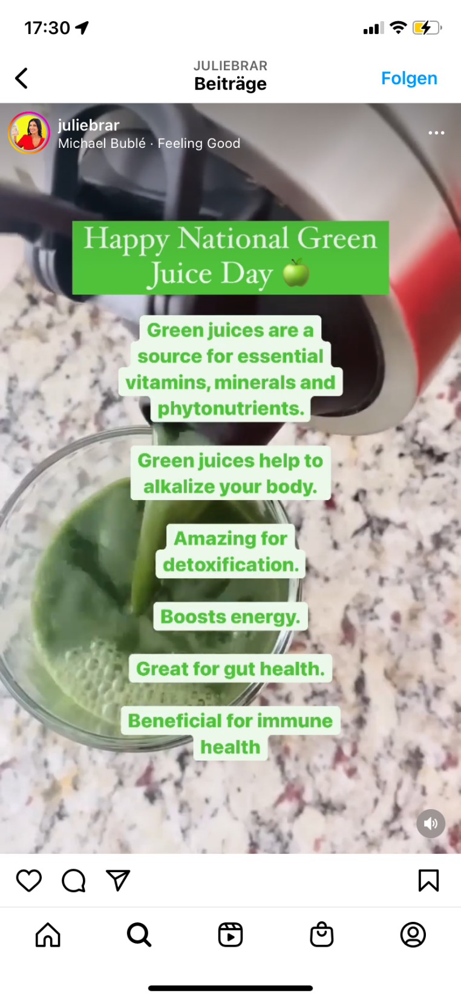 17:30
JULIEBRAR
Beiträge
Folgen
juliebrar
Michael Bublé · Feeling Good
Happy National Green
Juice Day 🍏
Green juices are a
source for essential
vitamins, minerals and
phytonutrients.
Green juices help to
alkalize your body.
Amazing for
detoxification.
Boosts energy.
Great for gut health.
Beneficial for immune
health